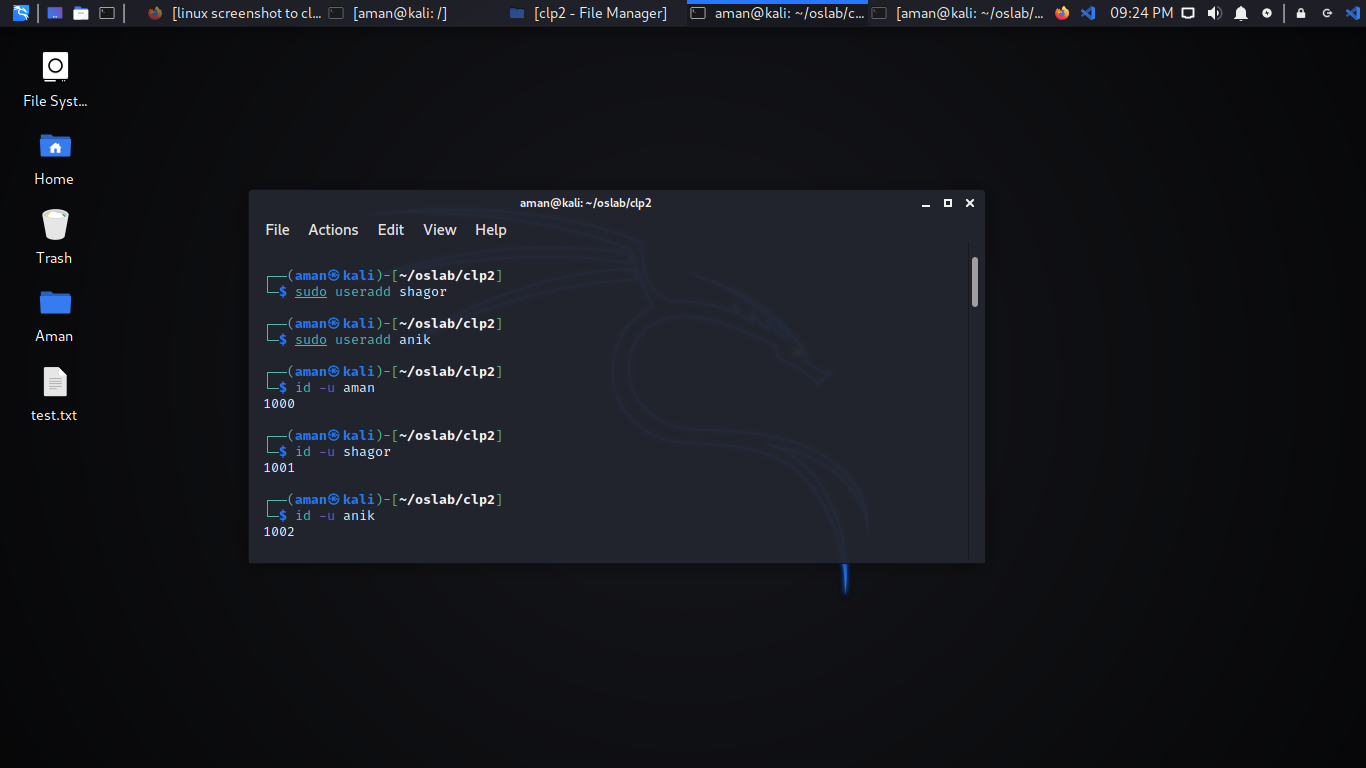 [linux screenshot to cl... [aman@kali: /] [clp2 - File Manager] aman@kali: ~/oslab/c... [aman@kali: ~/oslab/... 09:24 PM
File Syst...
Home
Trash
Aman
test.txt
aman@kali: ~/oslab/clp2
File Actions Edit View Help
┌──(aman㉿kali)-[~/oslab/clp2]
└─$ sudo useradd shagor
┌──(aman㉿kali)-[~/oslab/clp2]
└─$ sudo useradd anik
┌──(aman㉿kali)-[~/oslab/clp2]
└─$ id -u aman
1000
┌──(aman㉿kali)-[~/oslab/clp2]
└─$ id -u shagor
1001
┌──(aman㉿kali)-[~/oslab/clp2]
└─$ id -u anik
1002